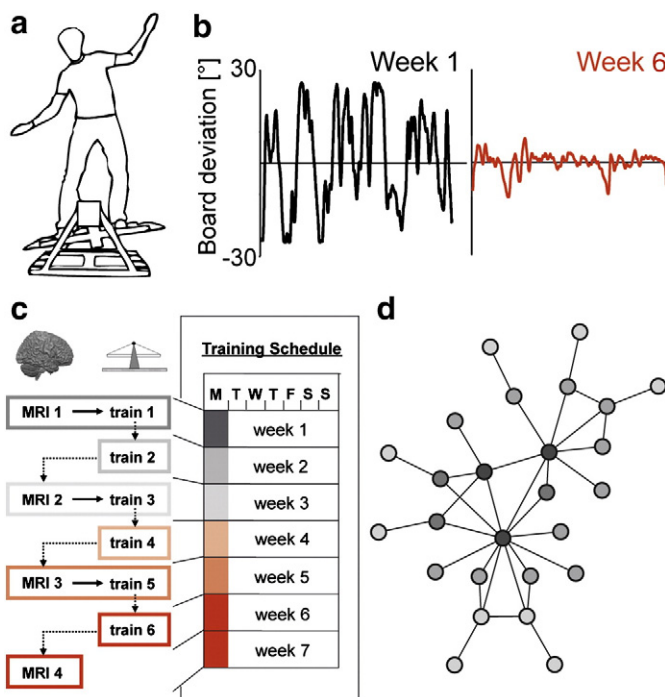 a
b
Board deviation [°]
30
-30
Week 1
Week 6
c
MRI 1 train 1
train 2
MRI 2 train 3
train 4
MRI 3 train 5
train 6
MRI 4
Training Schedule
M T W T F S S
week 1
week 2
week 3
week 4
week 5
week 6
week 7
d